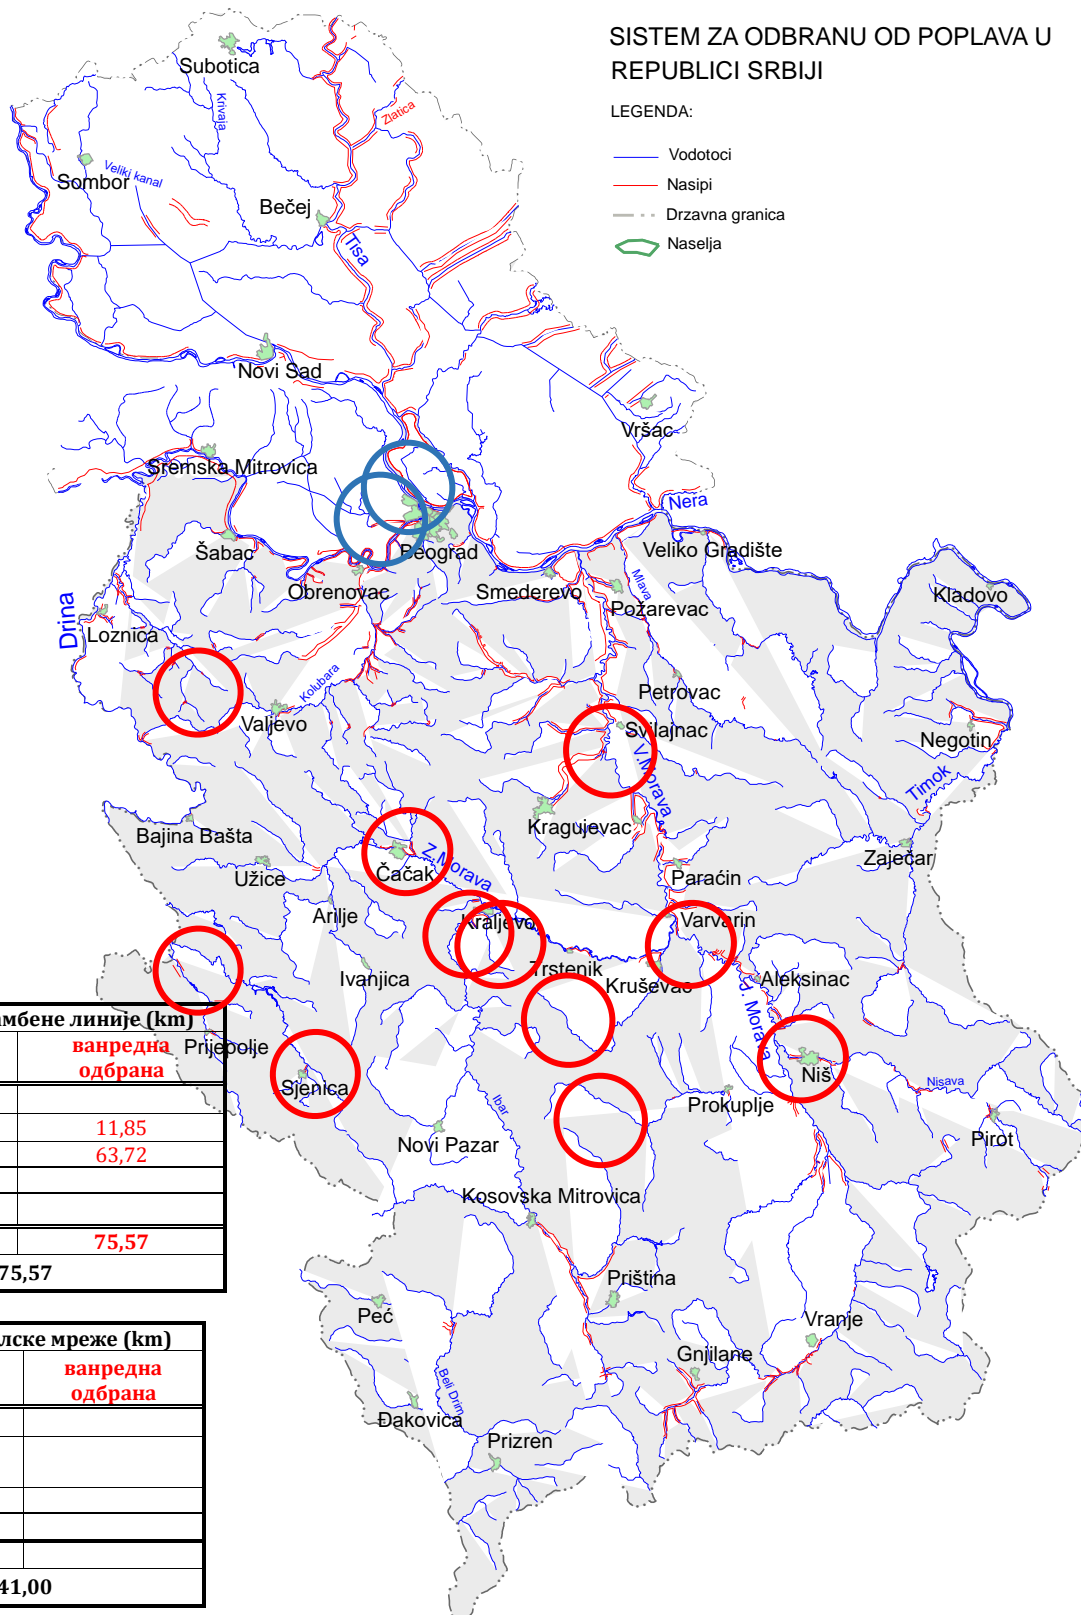 SISTEM ZA ODBRANU OD POPLAVA U
REPUBLICI SRBIJI
LEGENDA:
Vodotoci
Nasipi
Drzavna granica
Naselja
Subotica
Krivaja
Zlatica
Sombor
Veliki kanal
Bečej
Tisa
Novi Sad
Vršac
Sremska Mitrovica
Nera
Šabac
Beograd
Veliko Gradište
Obrenovac
Smederevo
Mlava
Požarevac
Kladovo
Drina
Loznica
Kolubara
Petrovac
Valjevo
Svilajnac
Negotin
V.Morava
Timok
Bajina Bašta
Kragujevac
Z.Morava
Zaječar
Užice
Čačak
Paraćin
Arilje
Kraljevo
Varvarin
Ivanjica
Trstenik
Kruševac
Aleksinac
J. Morava
Prijepolje
Sjenica
Niš
Nisava
Ibar
Prokuplje
Novi Pazar
Pirot
Kosovska Mitrovica
Priština
Peć
Vranje
Gnjilane
Beli Drim
Đakovica
Prizren
амбене линије (km)
ванредна
одбрана
11,85
63,72
75,57
75,57
лске мреже (km)
ванредна
одбрана
41,00